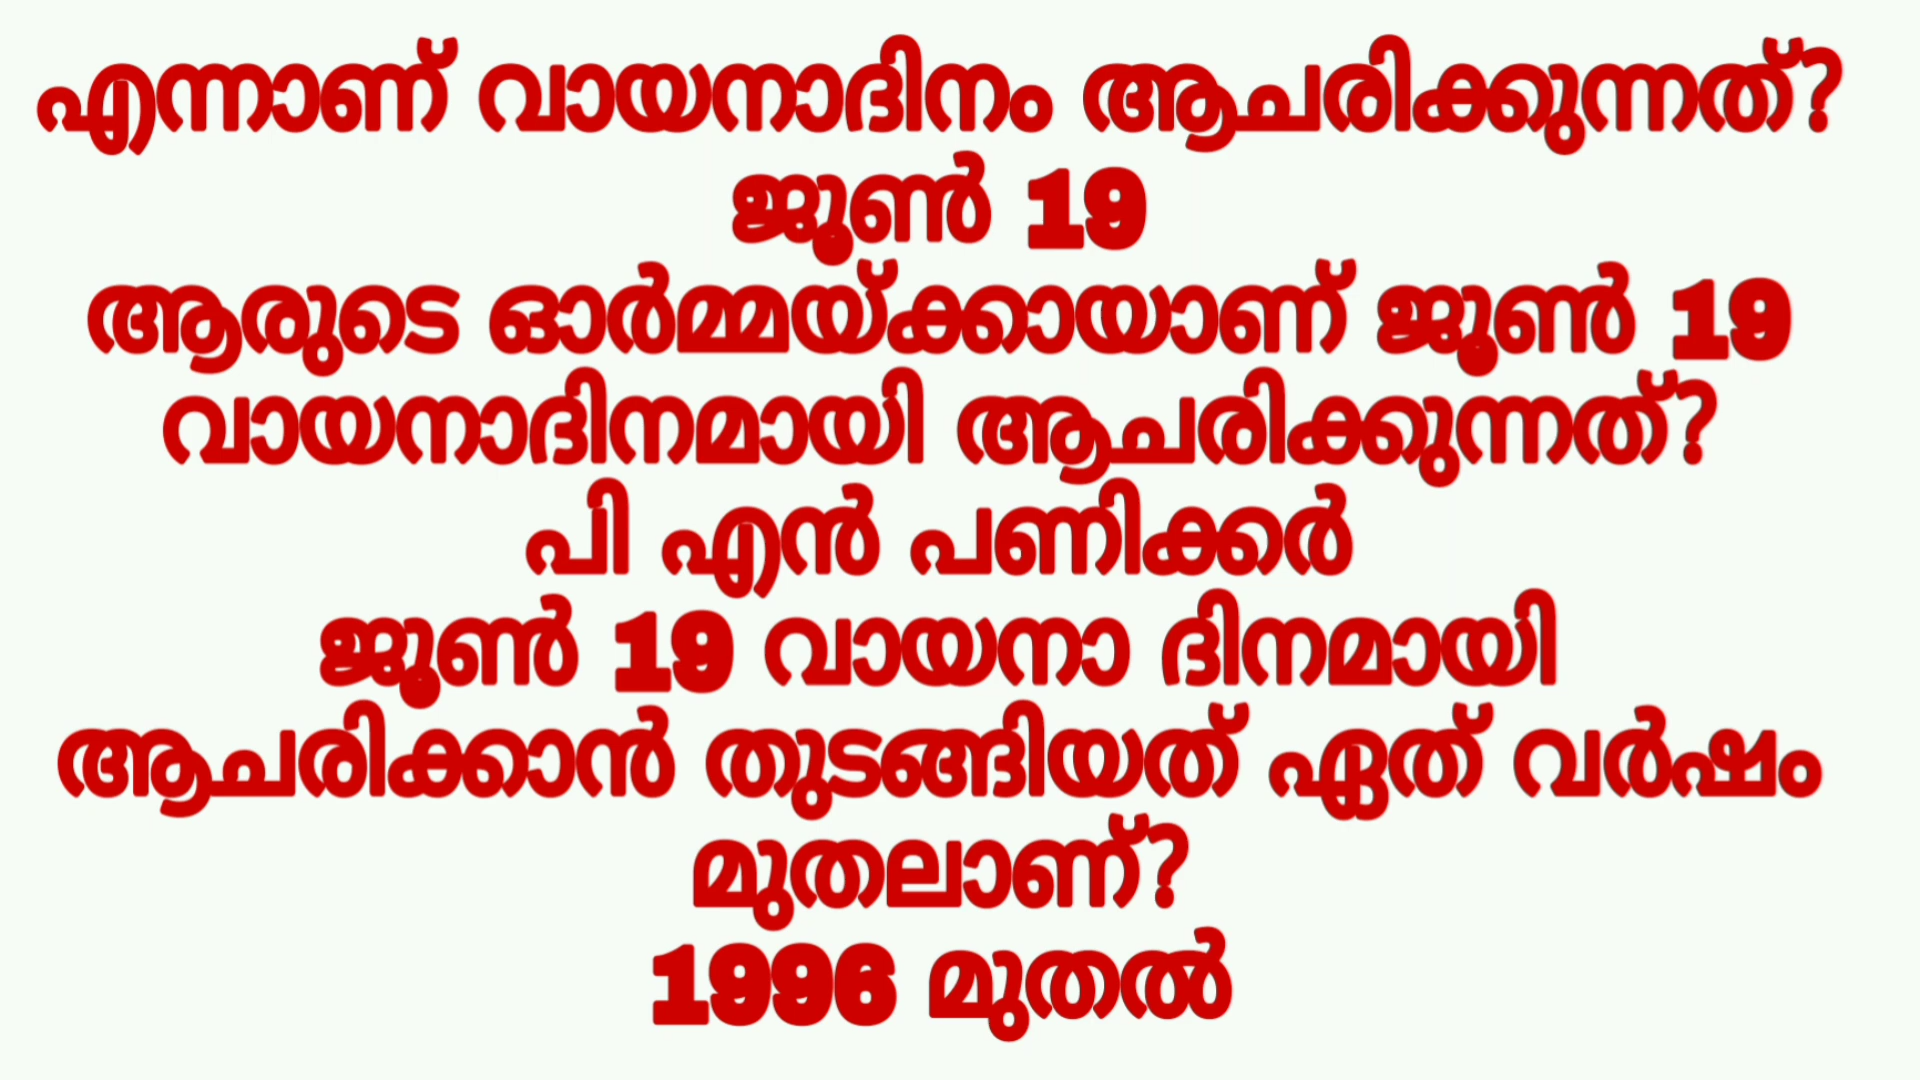 എന്നാണ് വായനാദിനം ആചരിക്കുന്നത്?
ജൂൺ 19
ആരുടെ ഓർമ്മയ്ക്കായാണ് ജൂൺ 19
വായനാദിനമായി ആചരിക്കുന്നത്?
പി എൻ പണിക്കർ
ജൂൺ 19 വായനാ ദിനമായി
ആചരിക്കാൻ തുടങ്ങിയത് ഏത് വർഷം
മുതലാണ്?
1996 മുതൽ